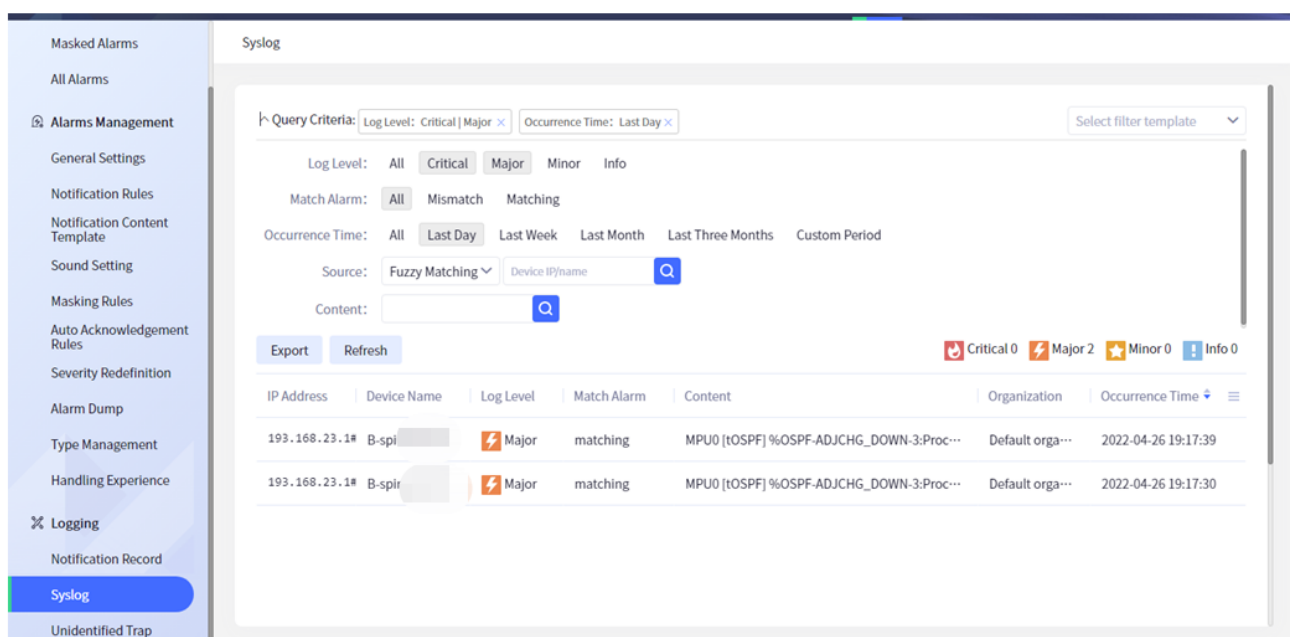 Masked Alarms
All Alarms
Alarms Management
General Settings
Notification Rules
Notification Content
Template
Sound Setting
Masking Rules
Auto Acknowledgement
Rules
Severity Redefinition
Alarm Dump
Type Management
Handling Experience
Logging
Notification Record
Syslog
Unidentified Trap
Syslog
Query Criteria: Log Level: Critical | Major × Occurrence Time: Last Day × Select filter template
Log Level: All Critical Major Minor Info
Match Alarm: All Mismatch Matching
Occurrence Time: All Last Day Last Week Last Month Last Three Months Custom Period
Source: Fuzzy Matching Device IP/name
Content:
Export Refresh Critical 0 Major 2 Minor 0 Info 0
IP Address Device Name Log Level Match Alarm Content Organization Occurrence Time
193.168.23.1# B-spi Major matching MPU0 [tOSPF] %OSPF-ADJCHG_DOWN-3:Proc··· Default orga··· 2022-04-26 19:17:39
193.168.23.1# B-spi Major matching MPU0 [tOSPF] %OSPF-ADJCHG_DOWN-3:Proc··· Default orga··· 2022-04-26 19:17:30